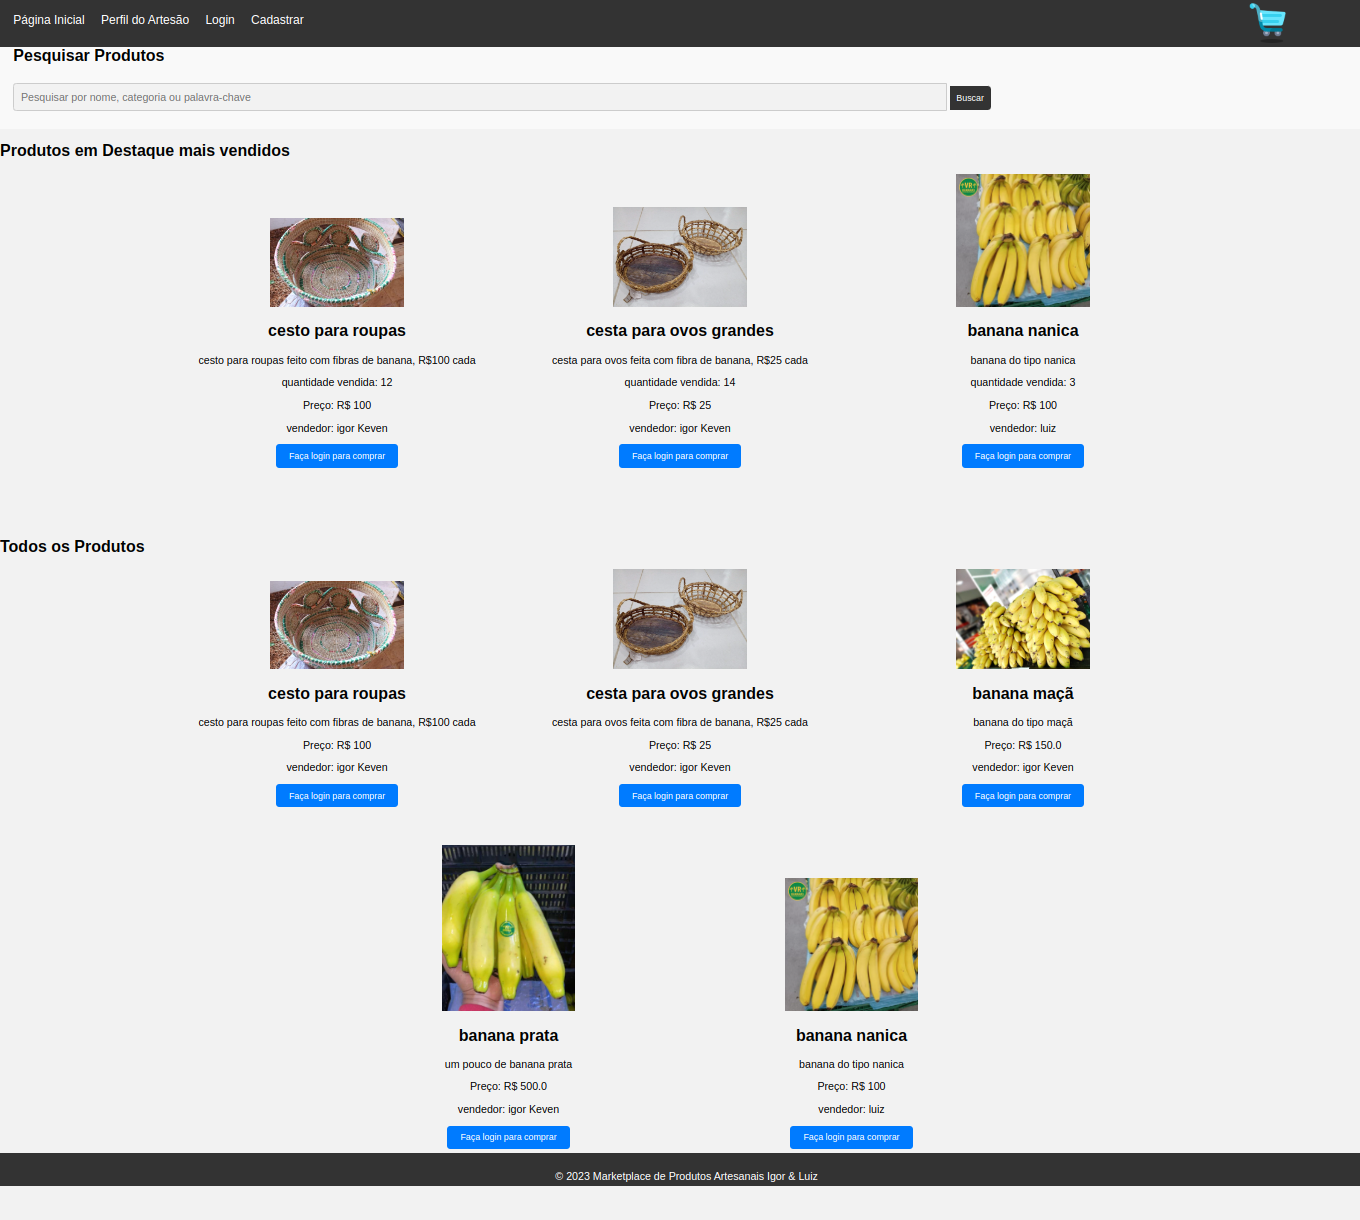 Página Inicial Perfil do Artesão Login Cadastrar
Pesquisar Produtos
Pesquisar por nome, categoria ou palavra-chave Buscar
Produtos em Destaque mais vendidos
cesto para roupas
cesto para roupas feito com fibras de banana, R$100 cada
quantidade vendida: 12
Preço: R$ 100
vendedor: igor Keven
Faça login para comprar
cesta para ovos grandes
cesta para ovos feita com fibra de banana, R$25 cada
quantidade vendida: 14
Preço: R$ 25
vendedor: igor Keven
Faça login para comprar
VR
banana nanica
banana do tipo nanica
quantidade vendida: 3
Preço: R$ 100
vendedor: luiz
Faça login para comprar
Todos os Produtos
cesto para roupas
cesto para roupas feito com fibras de banana, R$100 cada
Preço: R$ 100
vendedor: igor Keven
Faça login para comprar
cesta para ovos grandes
cesta para ovos feita com fibra de banana, R$25 cada
Preço: R$ 25
vendedor: igor Keven
Faça login para comprar
banana maçã
banana do tipo maçã
Preço: R$ 150.0
vendedor: igor Keven
Faça login para comprar
banana prata
um pouco de banana prata
Preço: R$ 500.0
vendedor: igor Keven
Faça login para comprar
VR
banana nanica
banana do tipo nanica
Preço: R$ 100
vendedor: luiz
Faça login para comprar
© 2023 Marketplace de Produtos Artesanais Igor & Luiz